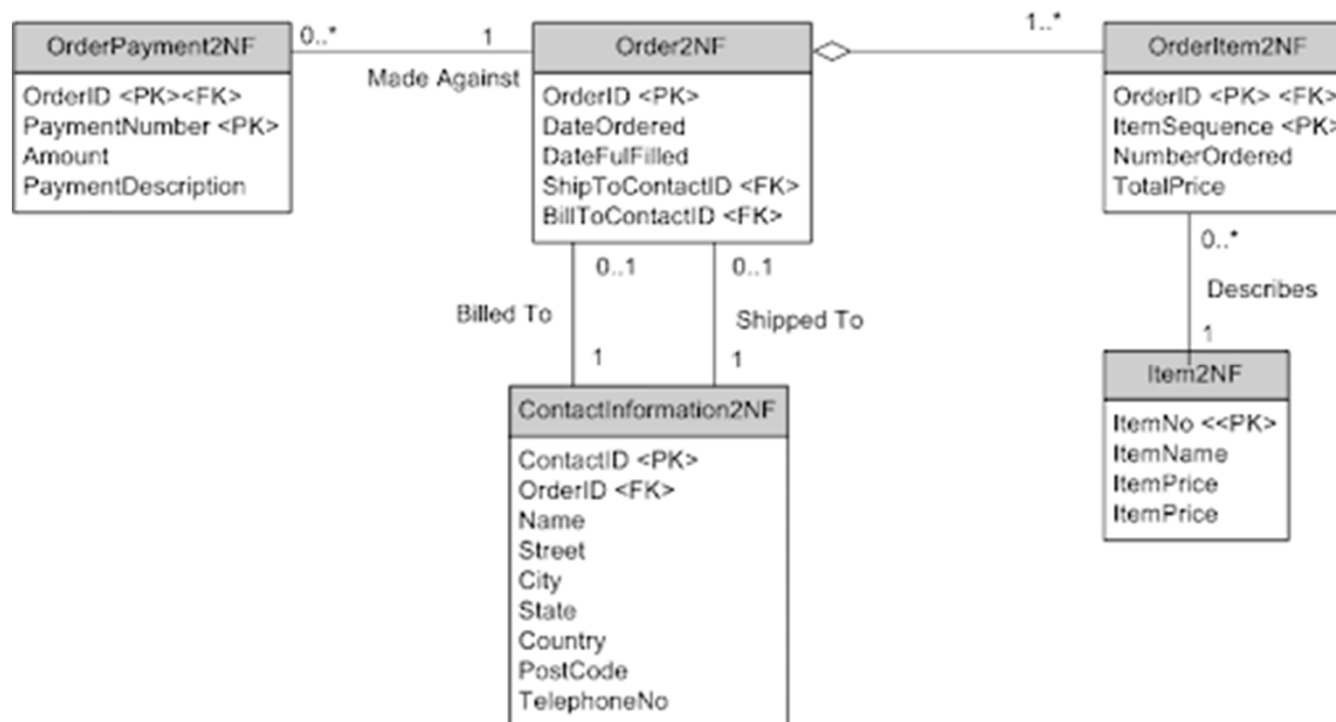 OrderPayment2NF
OrderID <PK><FK>
PaymentNumber <PK>
Amount
PaymentDescription
0..*
1
Made Against
Order2NF
OrderID <PK>
DateOrdered
DateFulFilled
ShipToContactID <FK>
BillToContactID <FK>
1..*
OrderItem2NF
OrderID <PK> <FK>
ItemSequence <PK>
NumberOrdered
TotalPrice
0..1
0..1
Billed To
Shipped To
1
1
0..*
Describes
1
ContactInformation2NF
ContactID <PK>
OrderID <FK>
Name
Street
City
State
Country
PostCode
TelephoneNo
Item2NF
ItemNo <<PK>
ItemName
ItemPrice
ItemPrice